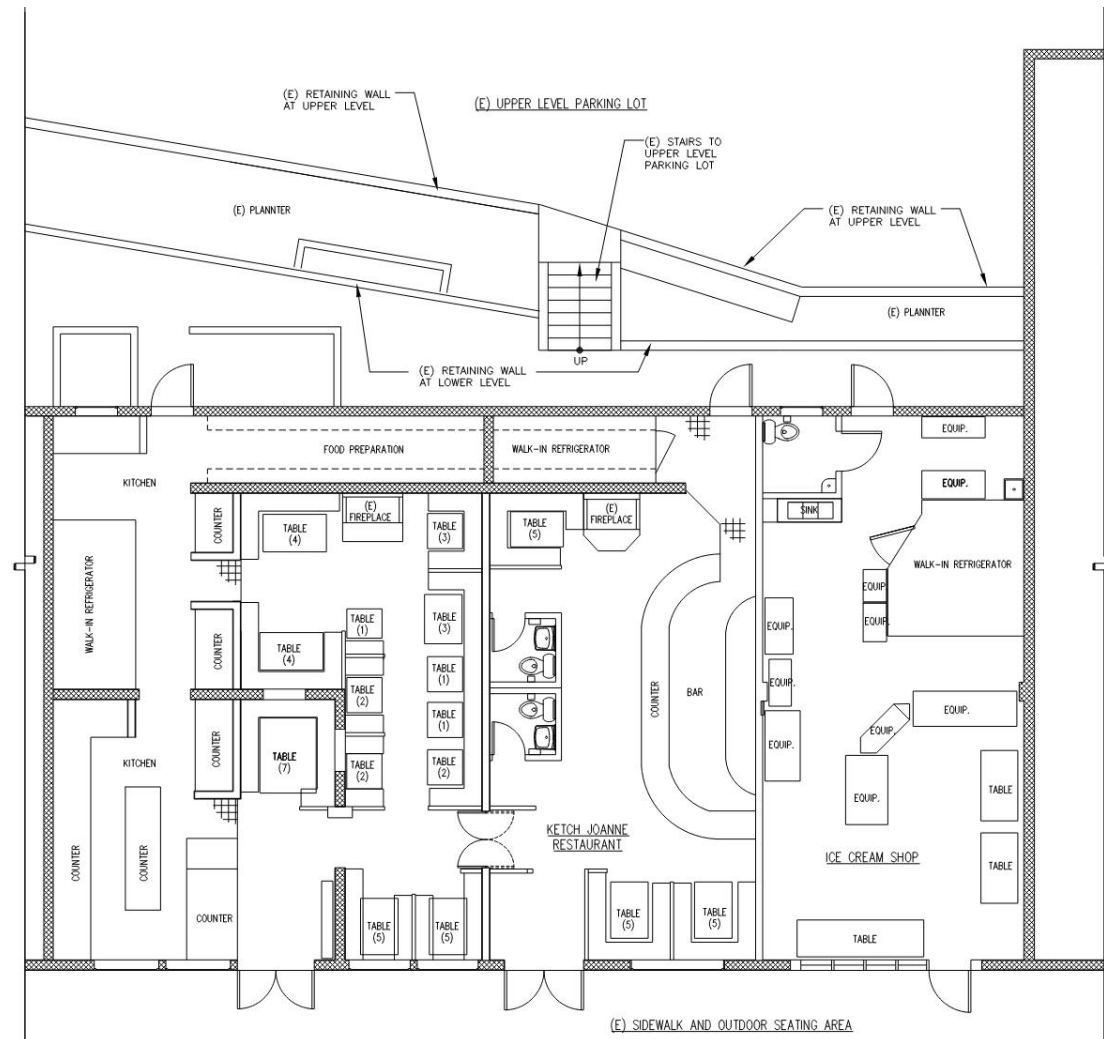 (E) RETAINING WALL
AT UPPER LEVEL
(E) UPPER LEVEL PARKING LOT
(E) STAIRS TO
UPPER LEVEL
PARKING LOT
(E) PLANNTER
(E) RETAINING WALL
AT UPPER LEVEL
(E) PLANNTER
UP
(E) RETAINING WALL
AT LOWER LEVEL
FOOD PREPARATION
WALK-IN REFRIGERATOR
EQUIP.
KITCHEN
EQUIP.
COUNTER
(E)
FIREPLACE
(E)
FIREPLACE
SINK
TABLE
(4)
TABLE
(3)
TABLE
(5)
WALK-IN REFRIGERATOR
WALK-IN REFRIGERATOR
EQUIP.
EQUIP.
EQUIP.
TABLE
(1)
TABLE
(3)
COUNTER
TABLE
(4)
TABLE
(1)
TABLE
(2)
EQUIP.
COUNTER
BAR
EQUIP.
TABLE
(1)
EQUIP.
COUNTER
KITCHEN
TABLE
(7)
TABLE
(2)
TABLE
(2)
EQUIP.
EQUIP.
TABLE
KETCH JOANNE
RESTAURANT
ICE CREAM SHOP
COUNTER
COUNTER
TABLE
COUNTER
TABLE
(5)
TABLE
(5)
TABLE
(5)
TABLE
(5)
TABLE
(E) SIDEWALK AND OUTDOOR SEATING AREA